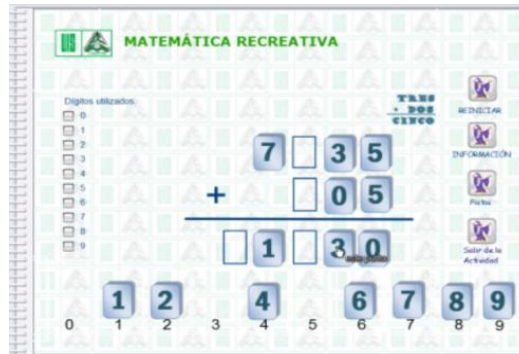 UIS
MATEMÁTICA RECREATIVA
Dígitos utilizados:
0
1
2
3
4
5
6
7
8
9
TRES
+ DOS
CINCO
REINICIAR
INFORMACIÓN
Pistas
Salir de la
Actividad
7 3 5
+ 0 5
1 3 0
1 2 4 6 7 8 9
0 1 2 3 4 5 6 7 8 9